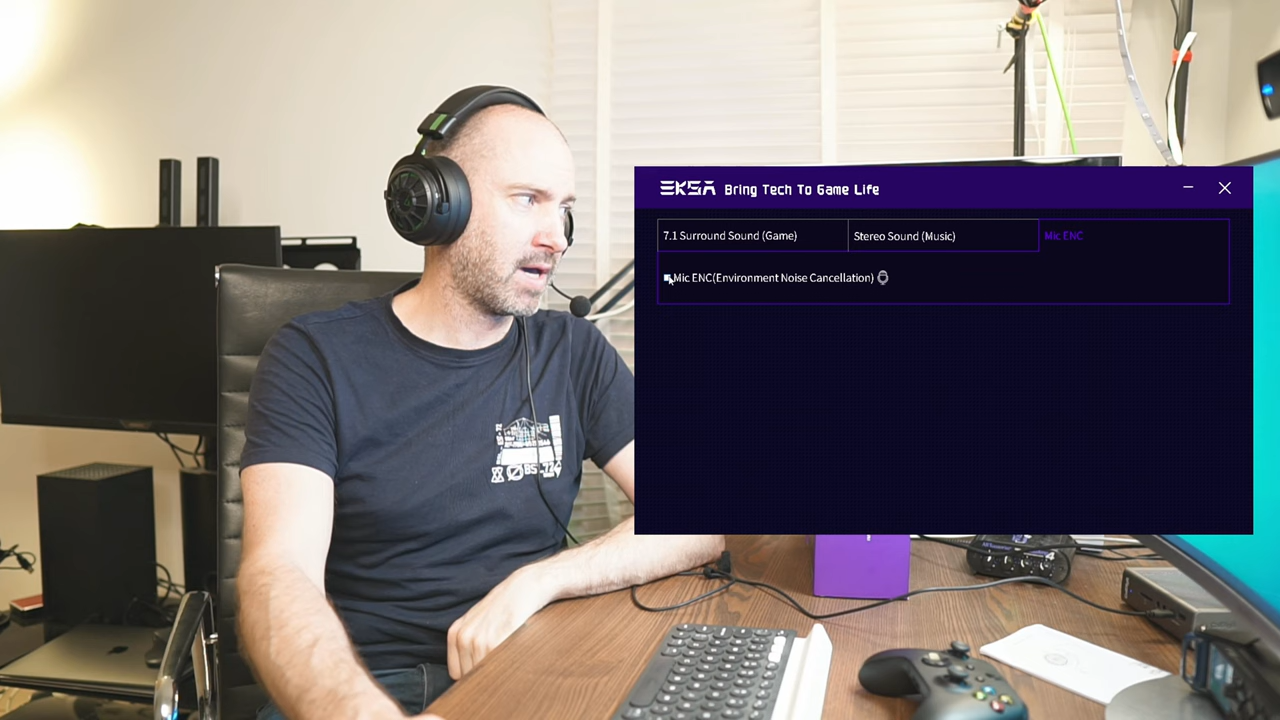 EKSA Bring Tech To Game Life
7.1 Surround Sound (Game)
Stereo Sound (Music)
Mic ENC
Mic ENC(Environment Noise Cancellation)